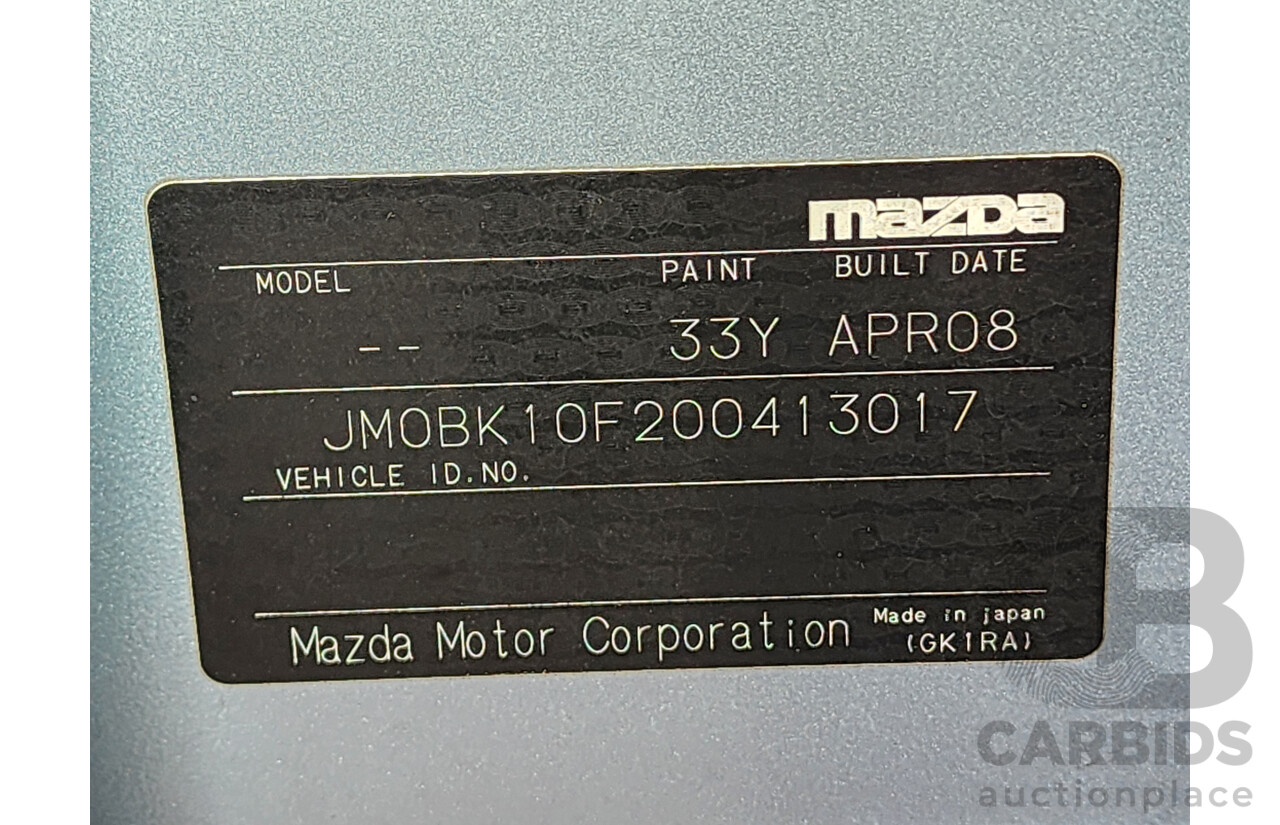 mazda
MODEL PAINT BUILT DATE
-- 33Y APR08
JM0BK10F200413017
VEHICLE ID.NO.
Mazda Motor Corporation Made in japan
(GK1RA)
B
CARBIDS
auctionplace